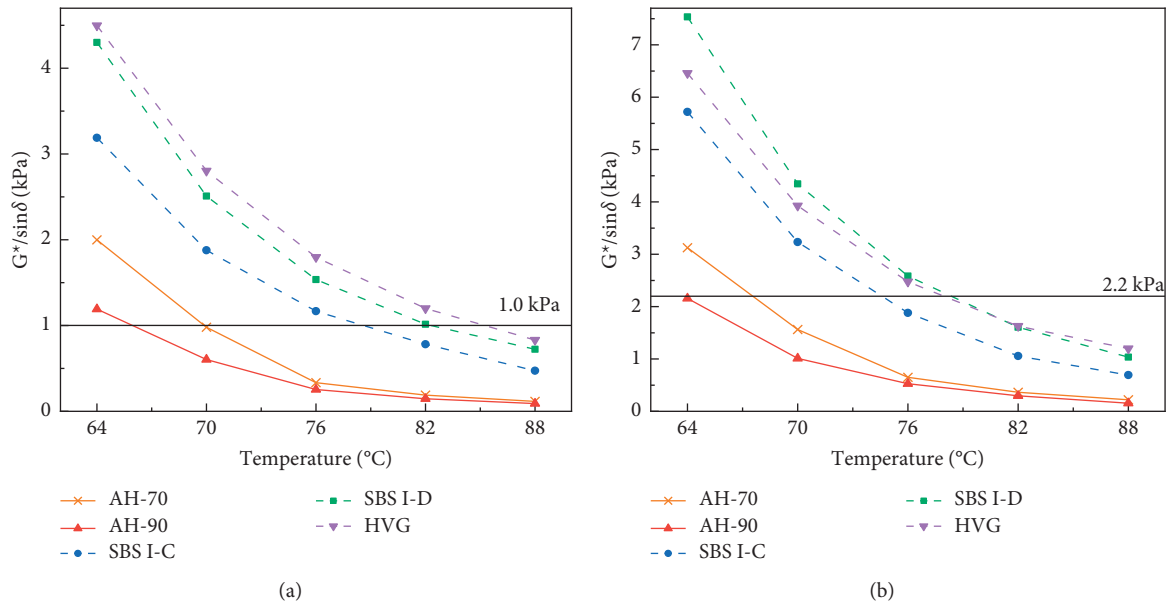 4
3
2
1
0
G*/sinδ (kPa)
1.0 kPa
64 70 76 82 88
Temperature (°C)
AH-70
AH-90
SBS I-C
SBS I-D
HVG
(a)
7
6
5
4
3
2
1
0
G*/sinδ (kPa)
2.2 kPa
64 70 76 82 88
Temperature (°C)
AH-70
AH-90
SBS I-C
SBS I-D
HVG
(b)